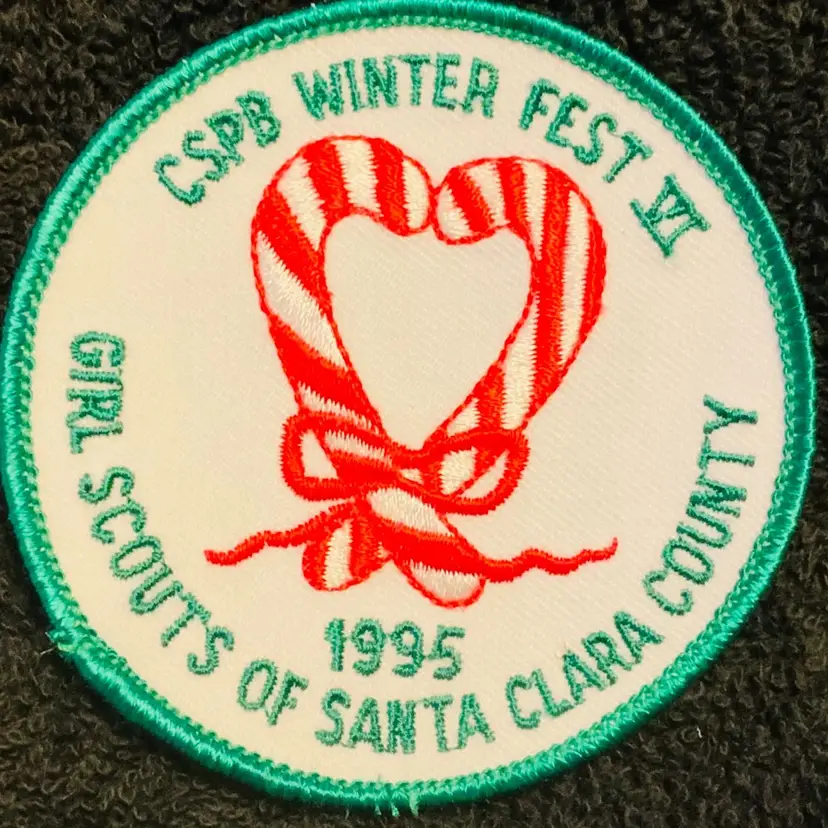 CSPB WINTER FEST VI
1995
GIRL SCOUTS OF SANTA CLARA COUNTY